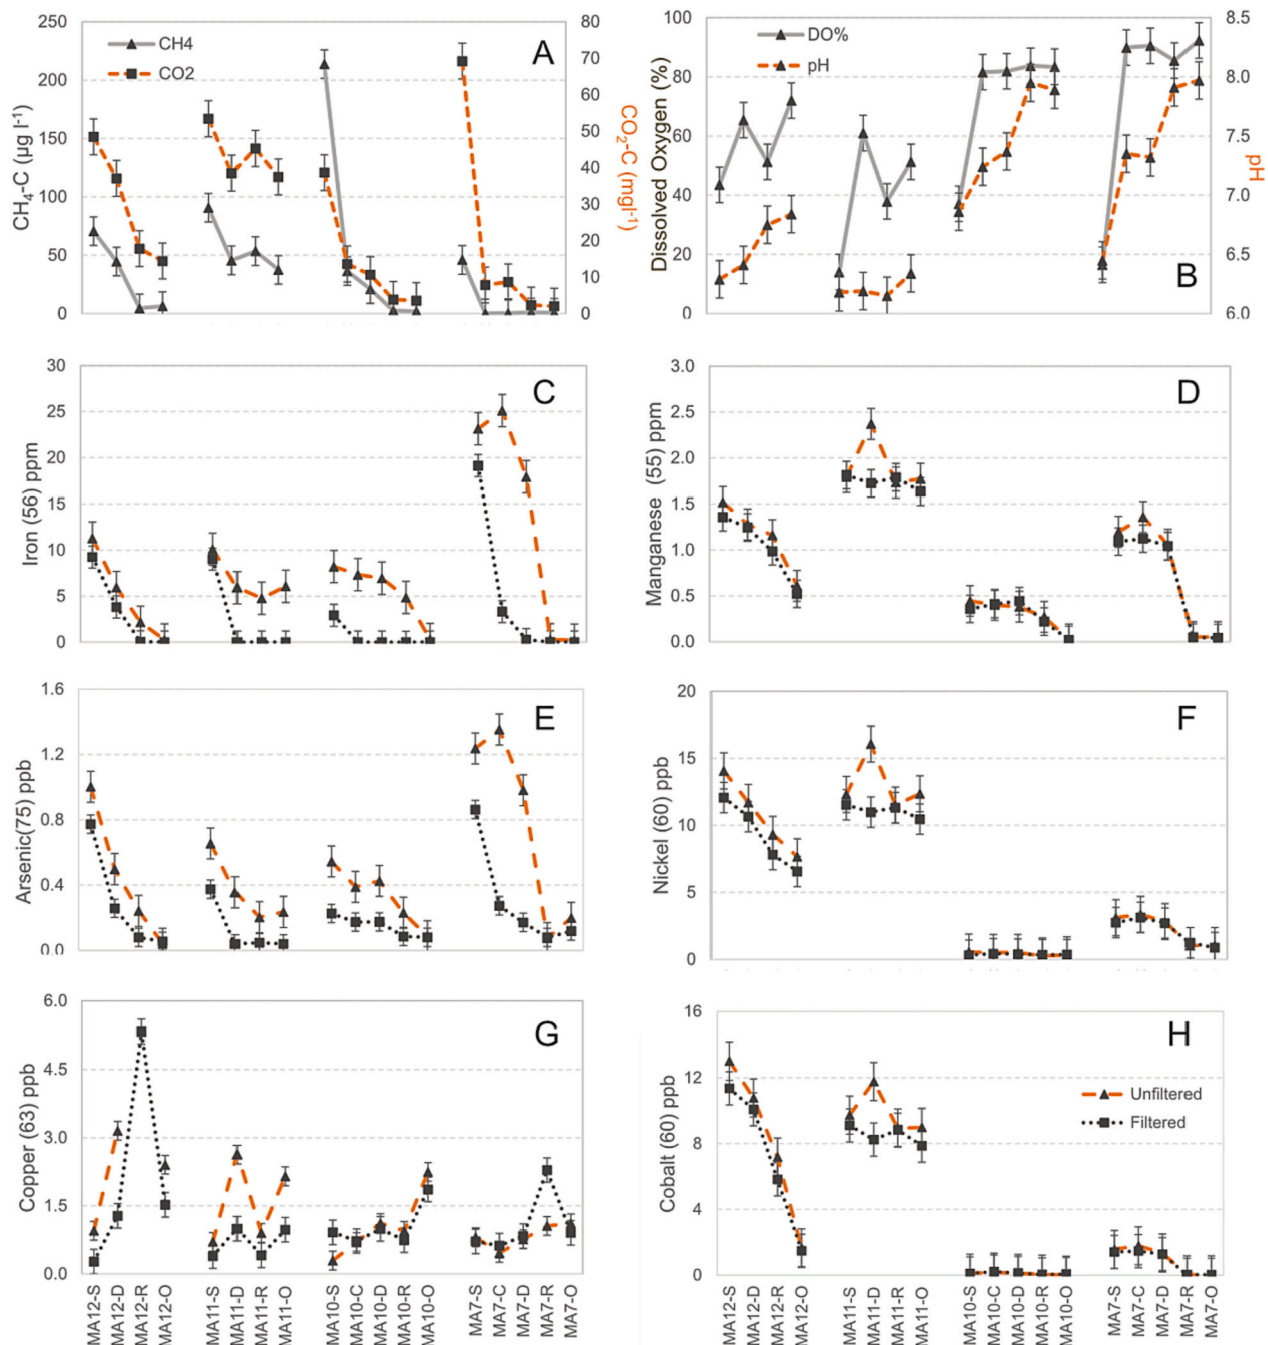 250
200
150
100
50
0
CH₄-C (µg l⁻¹)
CH4
CO2
A
80
70
60
50
40
30
20
10
0
CO₂-C (mgl⁻¹)
100
80
60
40
20
0
Dissolved Oxygen (%)
DO%
pH
B
8.5
8.0
7.5
7.0
6.5
6.0
pH
30
25
20
15
10
5
0
Iron (56) ppm
C
3.0
2.5
2.0
1.5
1.0
0.5
0.0
Manganese (55) ppm
D
1.6
1.2
0.8
0.4
0.0
Arsenic(75) ppb
E
20
15
10
5
0
Nickel (60) ppb
F
6.0
4.5
3.0
1.5
0.0
Copper (63) ppb
G
MA12-S
MA12-D
MA12-R
MA12-O
MA11-S
MA11-D
MA11-R
MA11-O
MA10-S
MA10-C
MA10-D
MA10-R
MA10-O
MA7-S
MA7-C
MA7-D
MA7-R
MA7-O
16
12
8
4
0
Cobalt (60) ppb
H
Unfiltered
Filtered
MA12-S
MA12-D
MA12-R
MA12-O
MA11-S
MA11-D
MA11-R
MA11-O
MA10-S
MA10-C
MA10-D
MA10-R
MA10-O
MA7-S
MA7-C
MA7-D
MA7-R
MA7-O